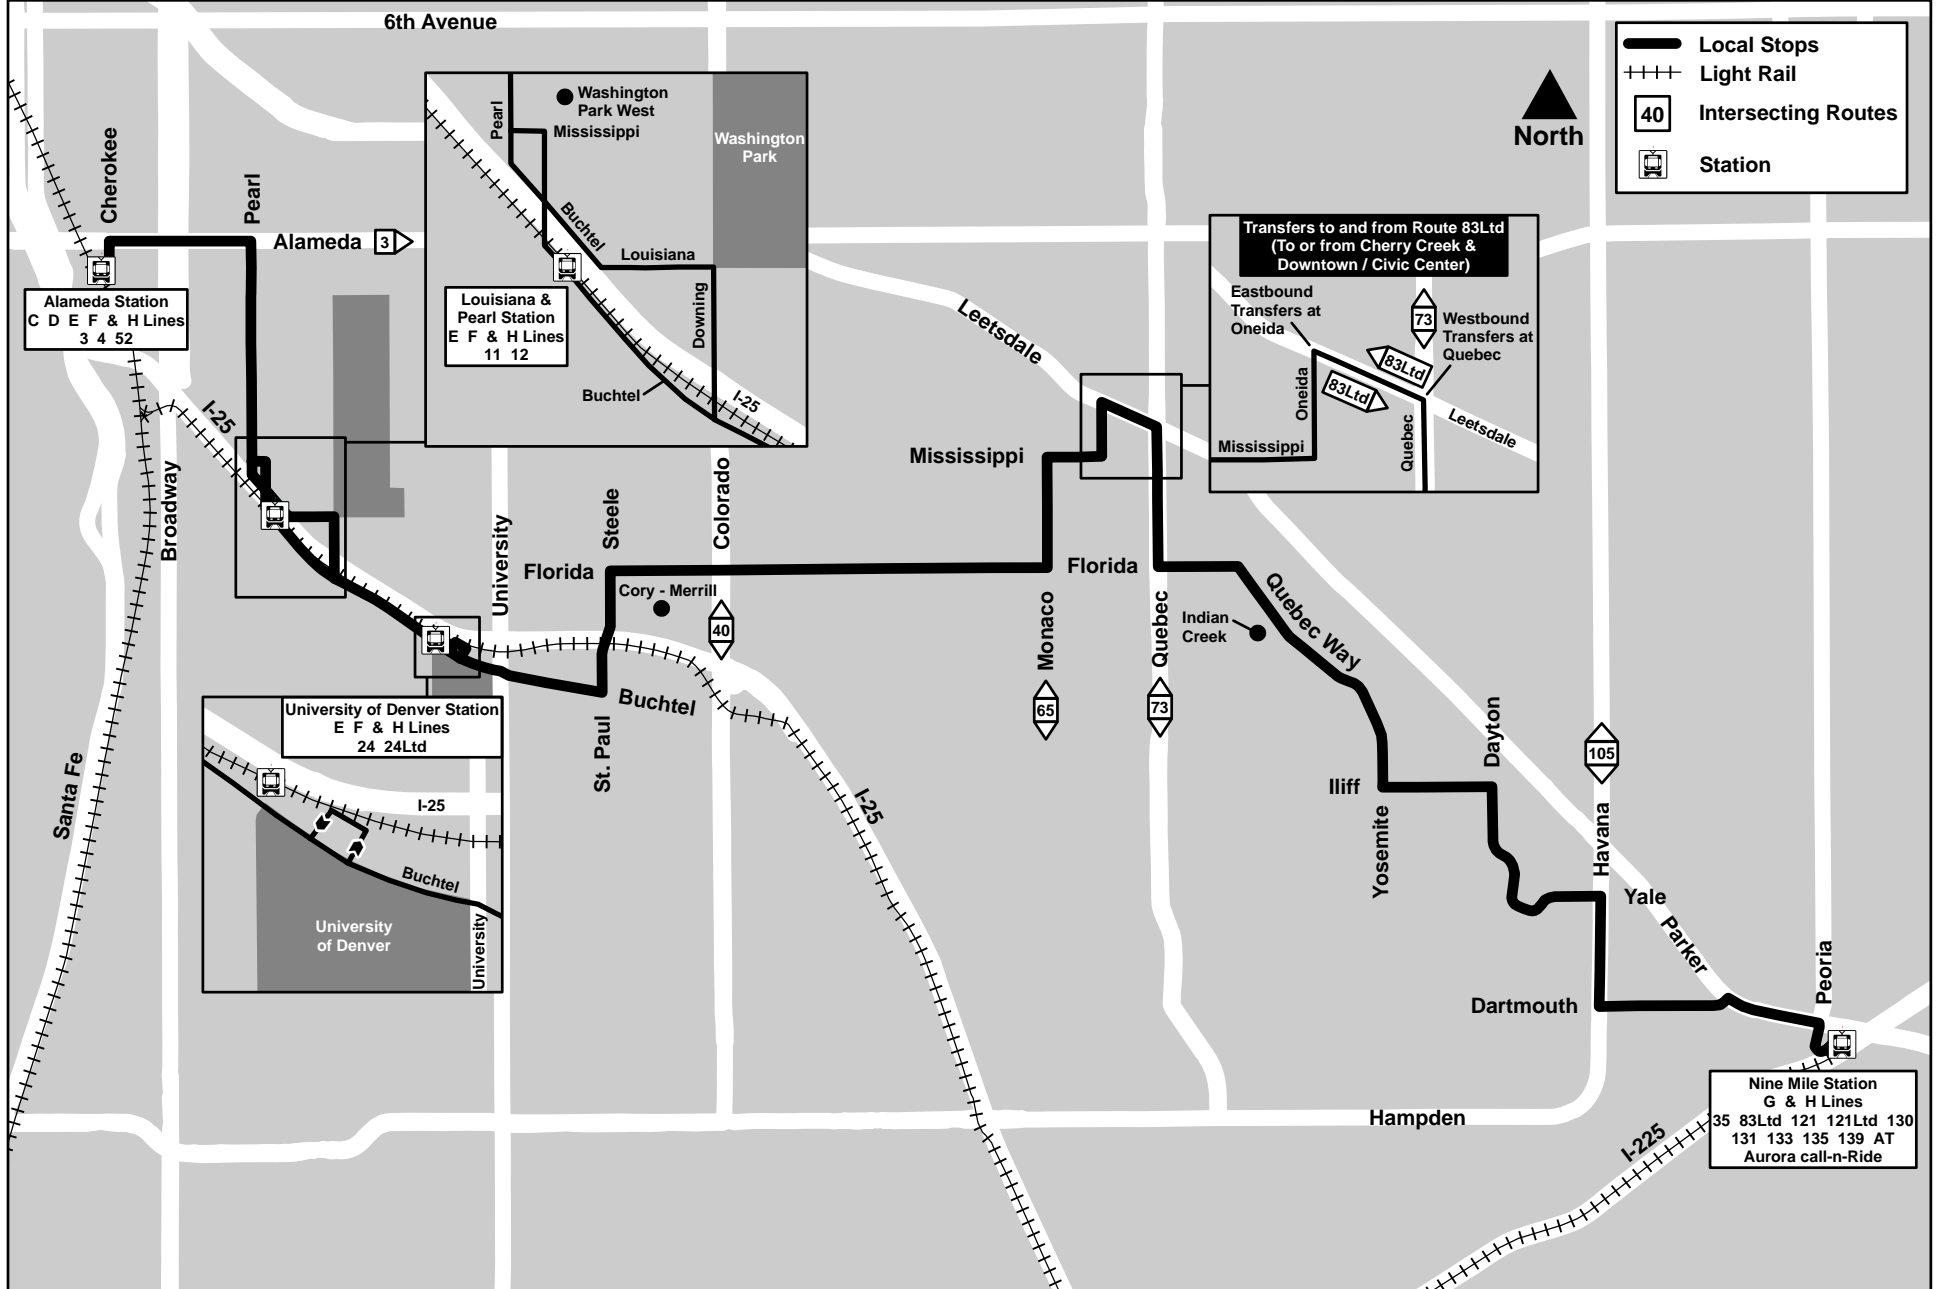 6th Avenue
Local Stops
Light Rail
40
Intersecting Routes
Station
North
Cherokee
Pearl
Alameda
3
Alameda Station
C D E F & H Lines
3 4 52
Pearl
Washington
Park West
Mississippi
Washington
Park
Buchtel
Louisiana
Louisiana &
Pearl Station
E F & H Lines
11 12
Downing
Buchtel
I-25
Leetsdale
Transfers to and from Route 83Ltd
(To or from Cherry Creek &
Downtown / Civic Center)
Eastbound
Transfers at
Oneida
73
Westbound
Transfers at
Quebec
83Ltd
83Ltd
Oneida
Leetsdale
Mississippi
Quebec
I-25
Broadway
Mississippi
University
Steele
Colorado
Florida
Florida
Cory - Merrill
40
Indian
Creek
Quebec Way
Monaco
Quebec
65
73
Buchtel
St. Paul
University of Denver Station
E F & H Lines
24 24Ltd
I-25
Buchtel
University
of Denver
University
Santa Fe
I-25
Dayton
105
Iliff
Yosemite
Havana
Yale
Parker
Peoria
Dartmouth
Nine Mile Station
G & H Lines
35 83Ltd 121 121Ltd 130
131 133 135 139 AT
Aurora call-n-Ride
Hampden
I-225